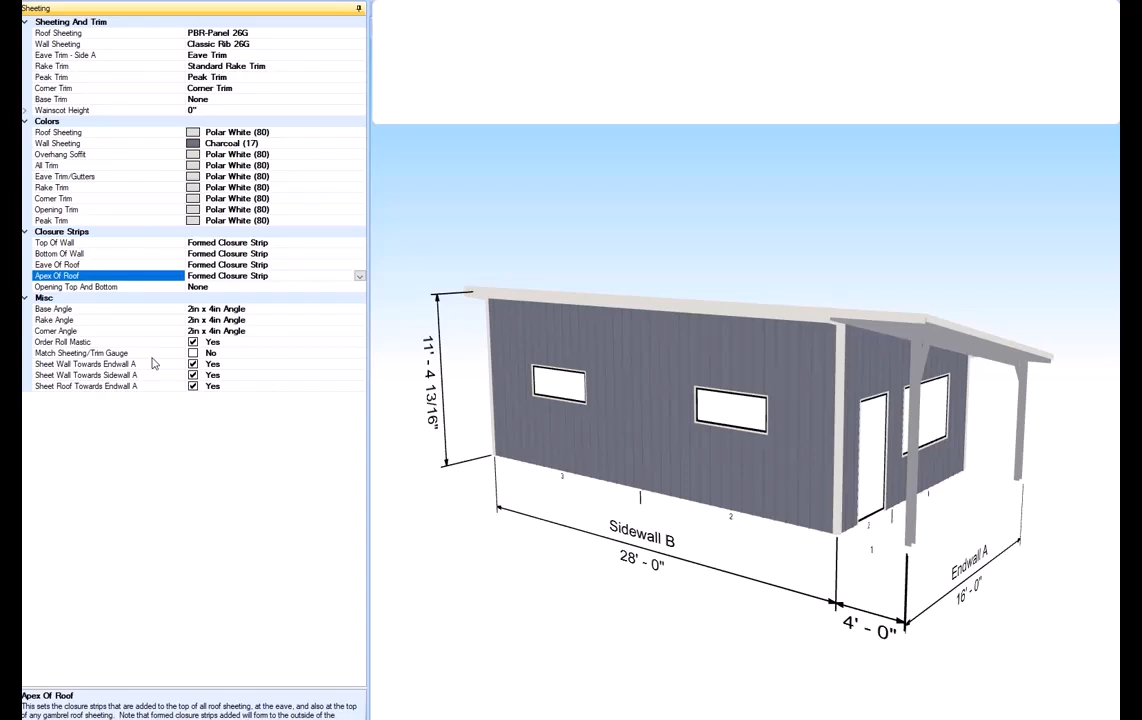 Sheeting
Sheeting And Trim
Roof Sheeting PBR-Panel 26G
Wall Sheeting Classic Rib 26G
Eave Trim - Side A Eave Trim
Rake Trim Standard Rake Trim
Peak Trim Peak Trim
Corner Trim Corner Trim
Base Trim None
Wainscot Height 0"
Colors
Roof Sheeting Polar White (80)
Wall Sheeting Charcoal (17)
Overhang Soffit Polar White (80)
All Trim Polar White (80)
Eave Trim/Gutters Polar White (80)
Rake Trim Polar White (80)
Corner Trim Polar White (80)
Opening Trim Polar White (80)
Peak Trim Polar White (80)
Closure Strips
Top Of Wall Formed Closure Strip
Bottom Of Wall Formed Closure Strip
Eave Of Roof Formed Closure Strip
Apex Of Roof Formed Closure Strip
Opening Top And Bottom None
Misc
Base Angle 2in x 4in Angle
Rake Angle 2in x 4in Angle
Corner Angle 2in x 4in Angle
Order Roll Mastic Yes
Match Sheeting/Trim Gauge No
Sheet Wall Towards Endwall A Yes
Sheet Wall Towards Sidewall A Yes
Sheet Roof Towards Endwall A Yes
Apex Of Roof
This sets the closure strips that are added to the top of all roof sheeting, at the eave, and also at the top
of any gambrel roof sheeting. Note that formed closure strips added will form to the outside of the
11' - 4 13/16"
3
2
2
1
1
Sidewall B
28' - 0"
4' - 0"
Endwall A
16' - 0"